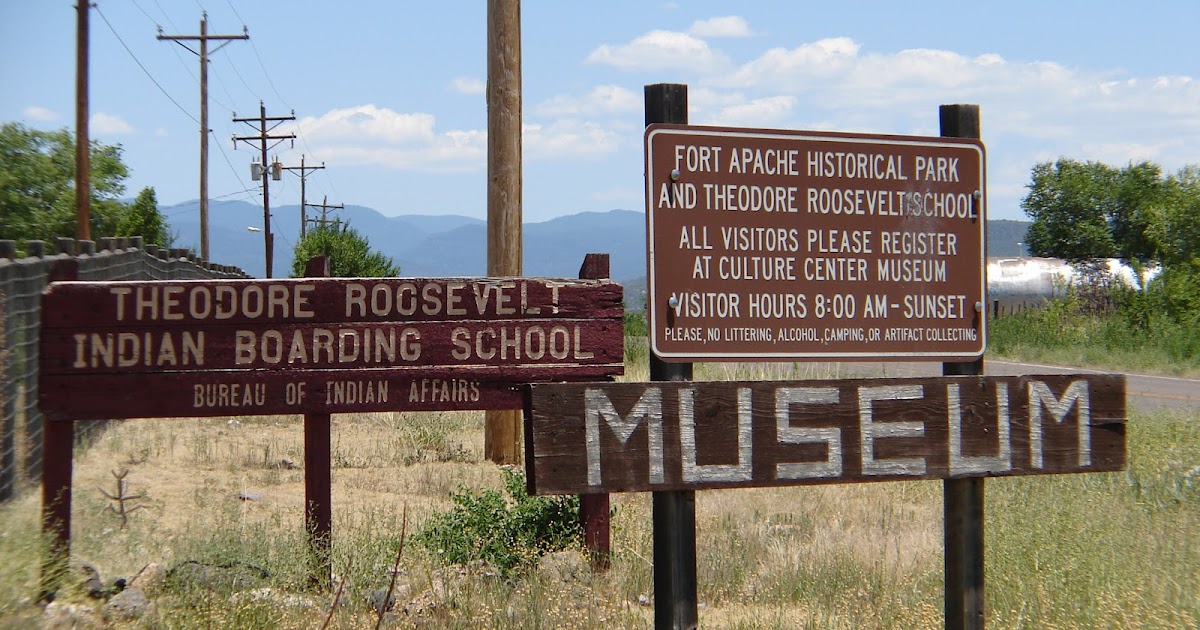 THEODORE ROOSEVELT
INDIAN BOARDING SCHOOL
BUREAU OF INDIAN AFFAIRS
FORT APACHE HISTORICAL PARK
AND THEODORE ROOSEVELT SCHOOL
ALL VISITORS PLEASE REGISTER
AT CULTURE CENTER MUSEUM
VISITOR HOURS 8:00 AM – SUNSET
PLEASE, NO LITTERING, ALCOHOL, CAMPING, OR ARTIFACT COLLECTING
MUSEUM